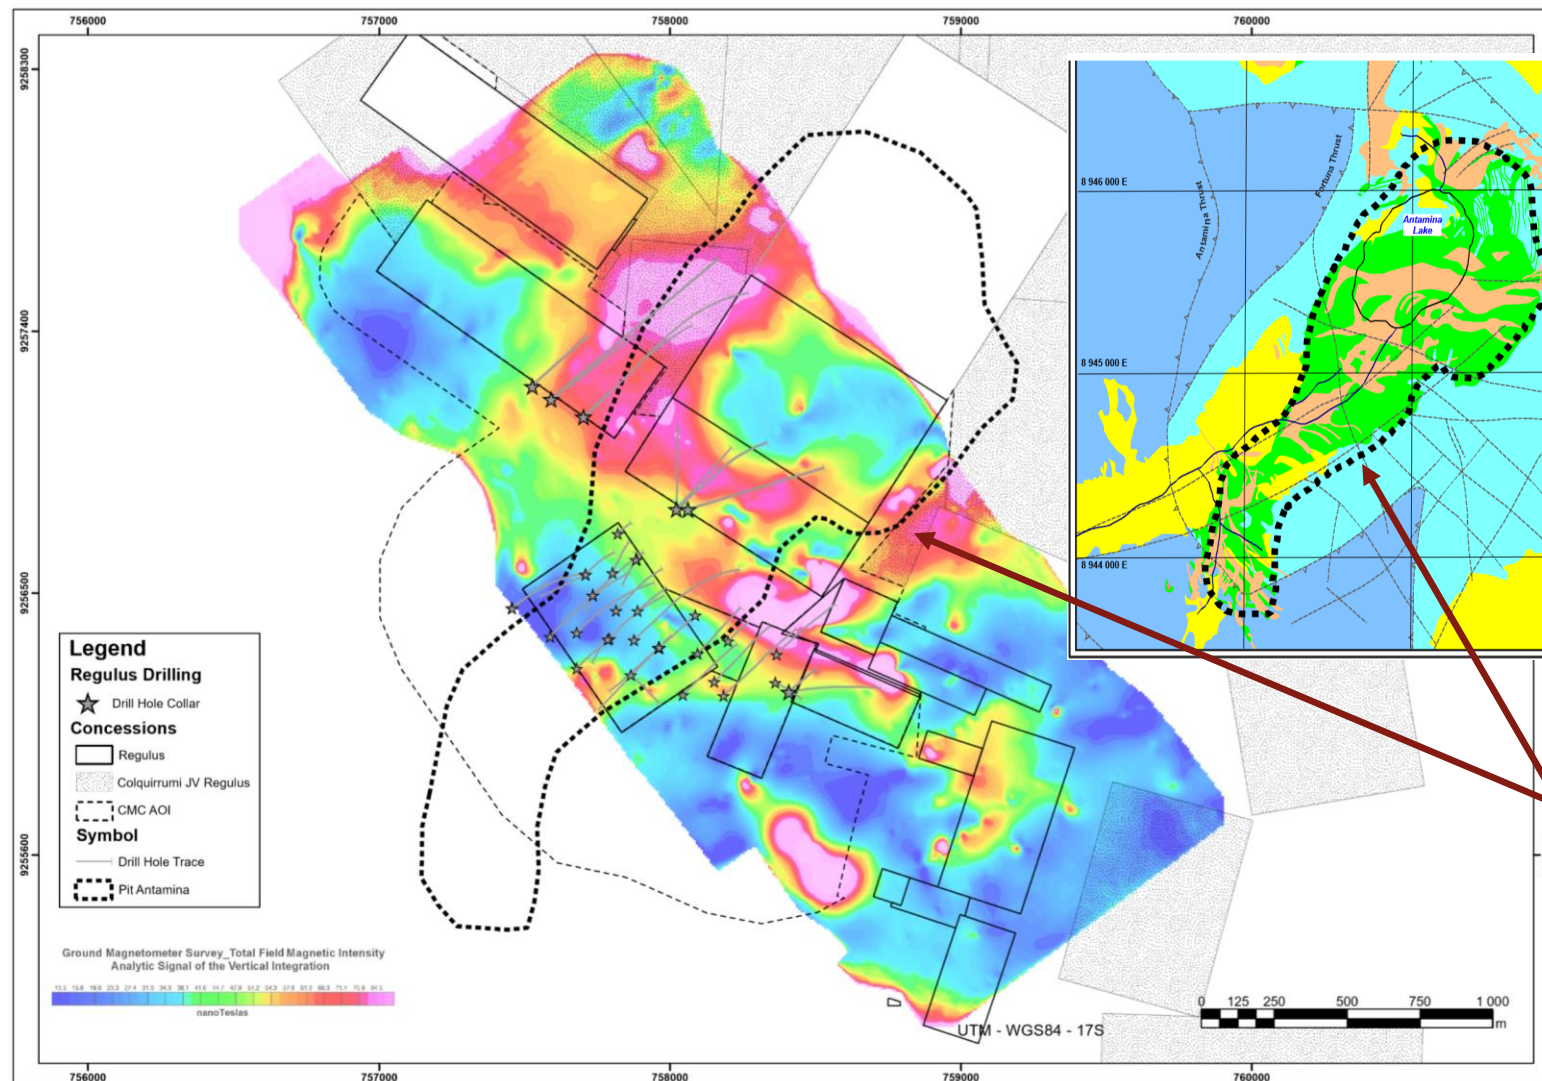 756000
757000
758000
759000
760000
9258300
9257400
9256500
9255600
8 946 000 E
8 945 000 E
8 944 000 E
Antamina Thrust
Fortuna Thrust
Antamina
Lake
Legend
Regulus Drilling
Drill Hole Collar
Concessions
Regulus
Colquirrumi JV Regulus
CMC AOI
Symbol
Drill Hole Trace
Pit Antamina
Ground Magnetometer Survey_Total Field Magnetic Intensity
Analytic Signal of the Vertical Integration
nanoTeslas
UTM - WGS84 - 17S
0 125 250 500 750 1 000
m
756000
757000
758000
759000
760000